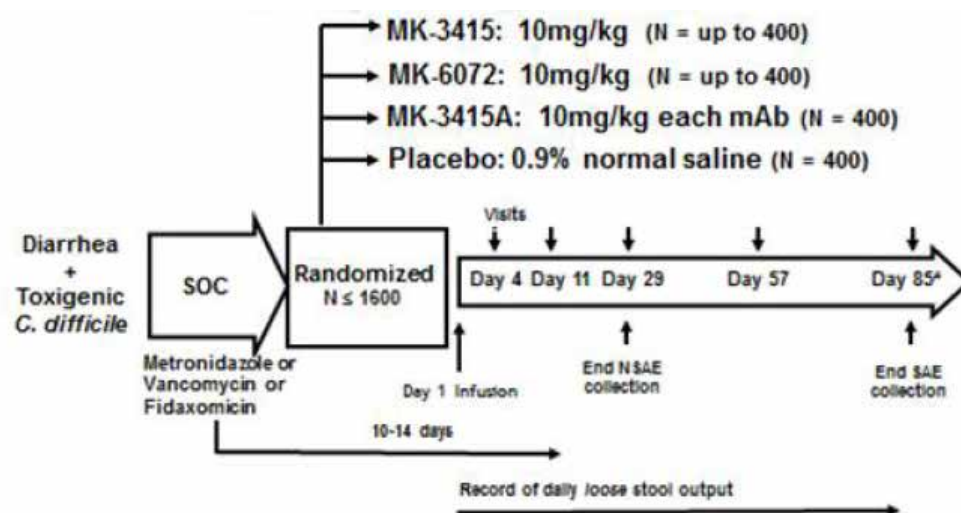 MK-3415: 10mg/kg (N = up to 400)
MK-6072: 10mg/kg (N = up to 400)
MK-3415A: 10mg/kg each mAb (N = 400)
Placebo: 0.9% normal saline (N = 400)
Visits
Diarrhea
+
Toxigenic
C. difficile
SOC
Randomized
N ≤ 1600
Day 4
Day 11
Day 29
Day 57
Day 85*
Metronidazole or
Vancomycin or
Fidaxomicin
Day 1 Infusion
End NSAE
collection
End SAE
collection
10-14 days
Record of daily loose stool output